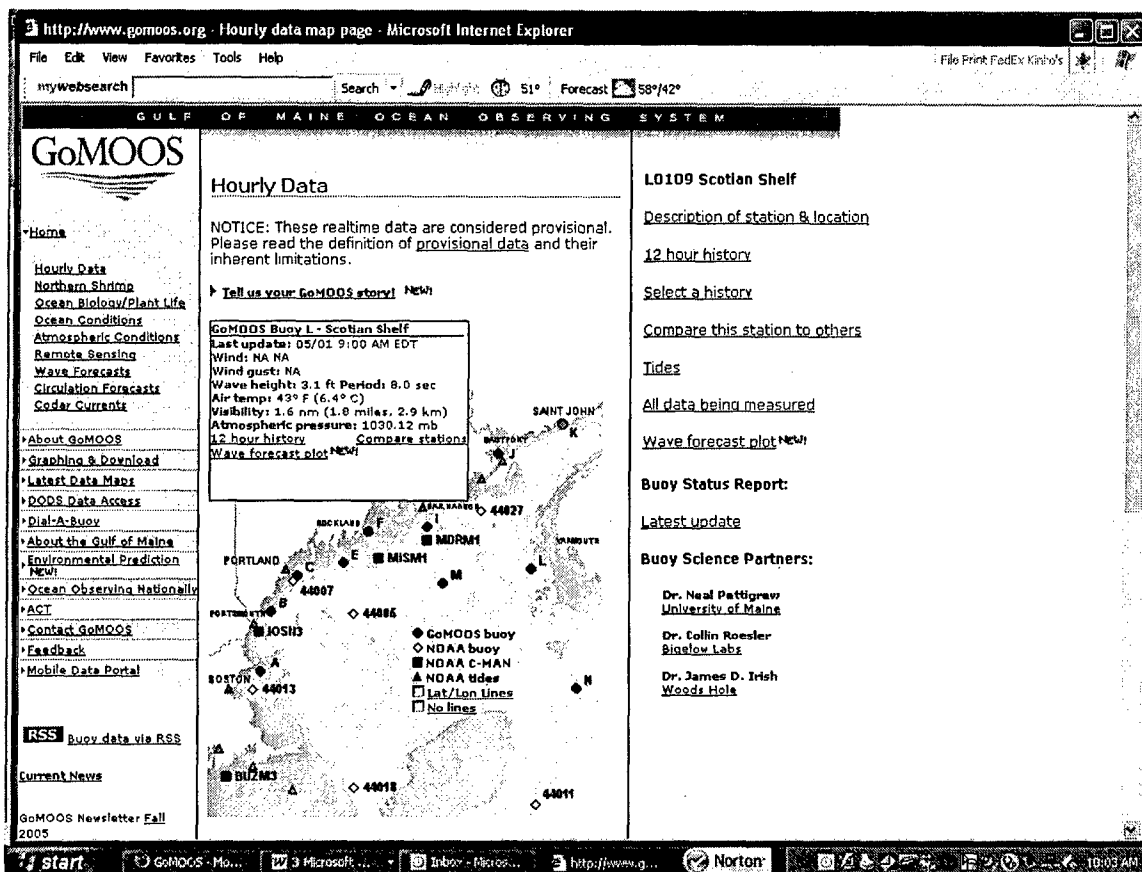 http://www.gomoos.org - Hourly data map page - Microsoft Internet Explorer
File Edit View Favorites Tools Help
File Print FedEx Kinko's
mywebsearch Search Highlight 51° Forecast 58°/42°
GULF OF MAINE OCEAN OBSERVING SYSTEM
GoMOOS
Home
Hourly Data
Northern Shrimp
Ocean Biology/Plant Life
Ocean Conditions
Atmospheric Conditions
Remote Sensing
Wave Forecasts
Circulation Forecasts
Codar Currents
About GoMOOS
Graphing & Download
Latest Data Maps
DODS Data Access
Dial-A-Buoy
About the Gulf of Maine
Environmental Prediction
NEW!
Ocean Observing Nationally
ACT
Contact GoMOOS
Feedback
Mobile Data Portal
RSS Buoy data via RSS
Current News
GoMOOS Newsletter Fall
2005
Hourly Data
NOTICE: These realtime data are considered provisional.
Please read the definition of provisional data and their
inherent limitations.
Tell us your GoMOOS story! NEW!
GoMOOS Buoy L - Scotian Shelf
Last update: 05/01 9:00 AM EDT
Wind: NA NA
Wind gust: NA
Wave height: 3.1 ft Period: 8.0 sec
Air temp: 43° F (6.4° C)
Visibility: 1.6 nm (1.8 miles, 2.9 km)
Atmospheric pressure: 1030.12 mb
12 hour history Compare stations
Wave forecast plot NEW!
SAINT JOHN
K
EASTPORT
J
BAR HARBOR
44027
ROCKLAND
F
I
MDRM1
YARMOUTH
PORTLAND
C
E
MISM1
M
L
44007
PORTSMOUTH
B
44005
IOSN3
GoMOOS buoy
NOAA buoy
NOAA C-MAN
NOAA tides
Lat/Lon Lines
No lines
A
BOSTON
44013
N
BUZM3
44018
44011
L0109 Scotian Shelf
Description of station & location
12 hour history
Select a history
Compare this station to others
Tides
All data being measured
Wave forecast plot NEW!
Buoy Status Report:
Latest update
Buoy Science Partners:
Dr. Neal Pettigrew
University of Maine
Dr. Collin Roesler
Bigelow Labs
Dr. James D. Irish
Woods Hole
start GoMOOS - Mo... 3 Microsoft ... Inbox - Micros... http://www.g... Norton 10:03 AM